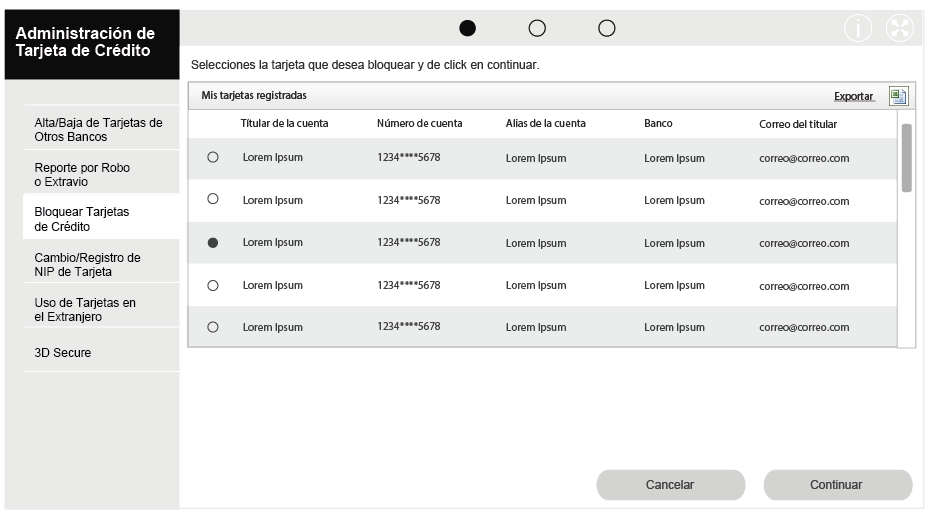 Administración de
Tarjeta de Crédito
Selecciones la tarjeta que desea bloquear y de click en continuar.
Mis tarjetas registradas Exportar
Títular de la cuenta Número de cuenta Alias de la cuenta Banco Correo del titular
Lorem Ipsum 1234****5678 Lorem Ipsum Lorem Ipsum correo@correo.com
Lorem Ipsum 1234****5678 Lorem Ipsum Lorem Ipsum correo@correo.com
Lorem Ipsum 1234****5678 Lorem Ipsum Lorem Ipsum correo@correo.com
Lorem Ipsum 1234****5678 Lorem Ipsum Lorem Ipsum correo@correo.com
Lorem Ipsum 1234****5678 Lorem Ipsum Lorem Ipsum correo@correo.com
Alta/Baja de Tarjetas de
Otros Bancos
Reporte por Robo
o Extravio
Bloquear Tarjetas
de Crédito
Cambio/Registro de
NIP de Tarjeta
Uso de Tarjetas en
el Extranjero
3D Secure
Cancelar Continuar